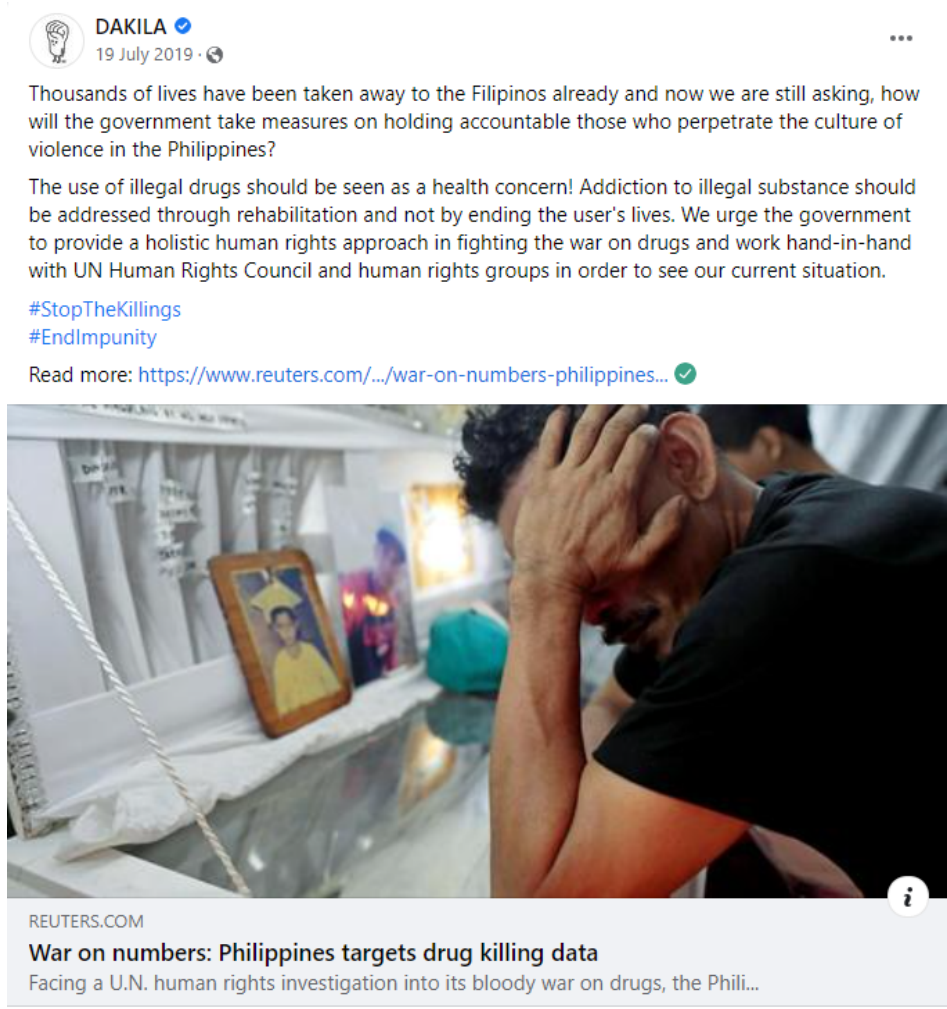 DAKILA
19 July 2019 ·
Thousands of lives have been taken away to the Filipinos already and now we are still asking, how
will the government take measures on holding accountable those who perpetrate the culture of
violence in the Philippines?
The use of illegal drugs should be seen as a health concern! Addiction to illegal substance should
be addressed through rehabilitation and not by ending the user's lives. We urge the government
to provide a holistic human rights approach in fighting the war on drugs and work hand-in-hand
with UN Human Rights Council and human rights groups in order to see our current situation.
#StopTheKillings
#EndImpunity
Read more: https://www.reuters.com/.../war-on-numbers-philippines...
REUTERS.COM
War on numbers: Philippines targets drug killing data
Facing a U.N. human rights investigation into its bloody war on drugs, the Phili...